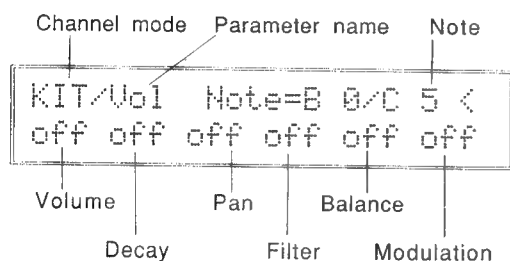 Channel mode Parameter name Note
KIT/Vol Note=B 0/C 5 <
off off off off off off
Volume Pan Balance
Decay Filter Modulation